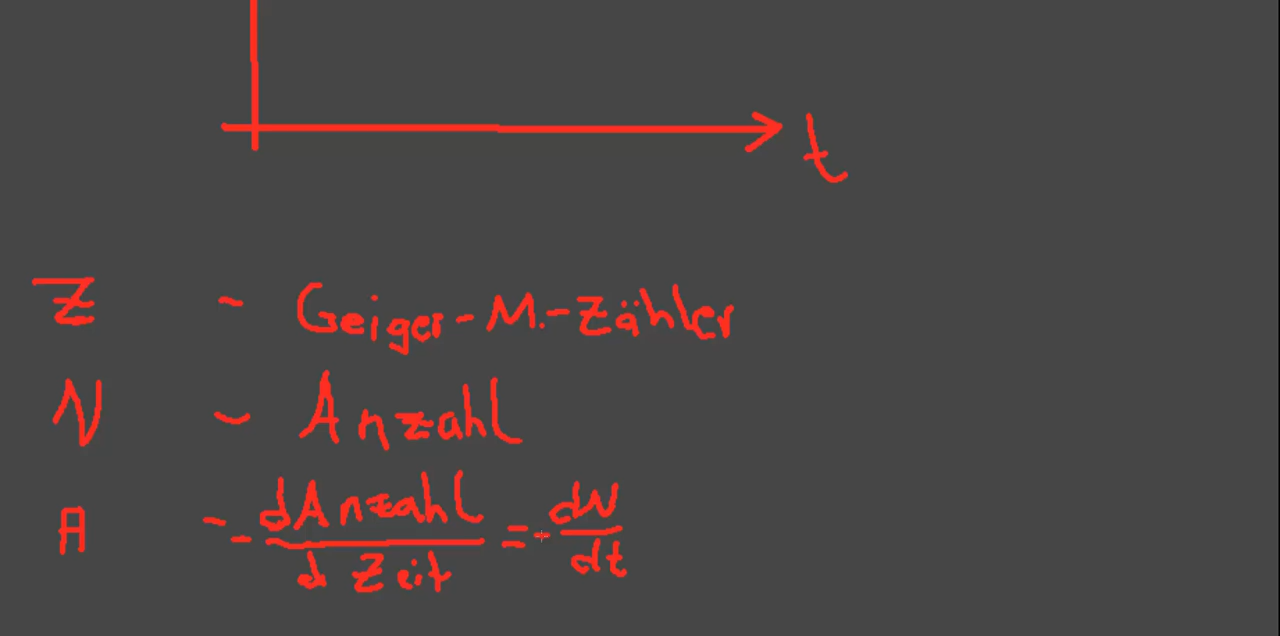 t
Z ~ Geiger-M.-Zähler
N ~ Anzahl
A ~ - dAnzahl / d Zeit = - dN / dt